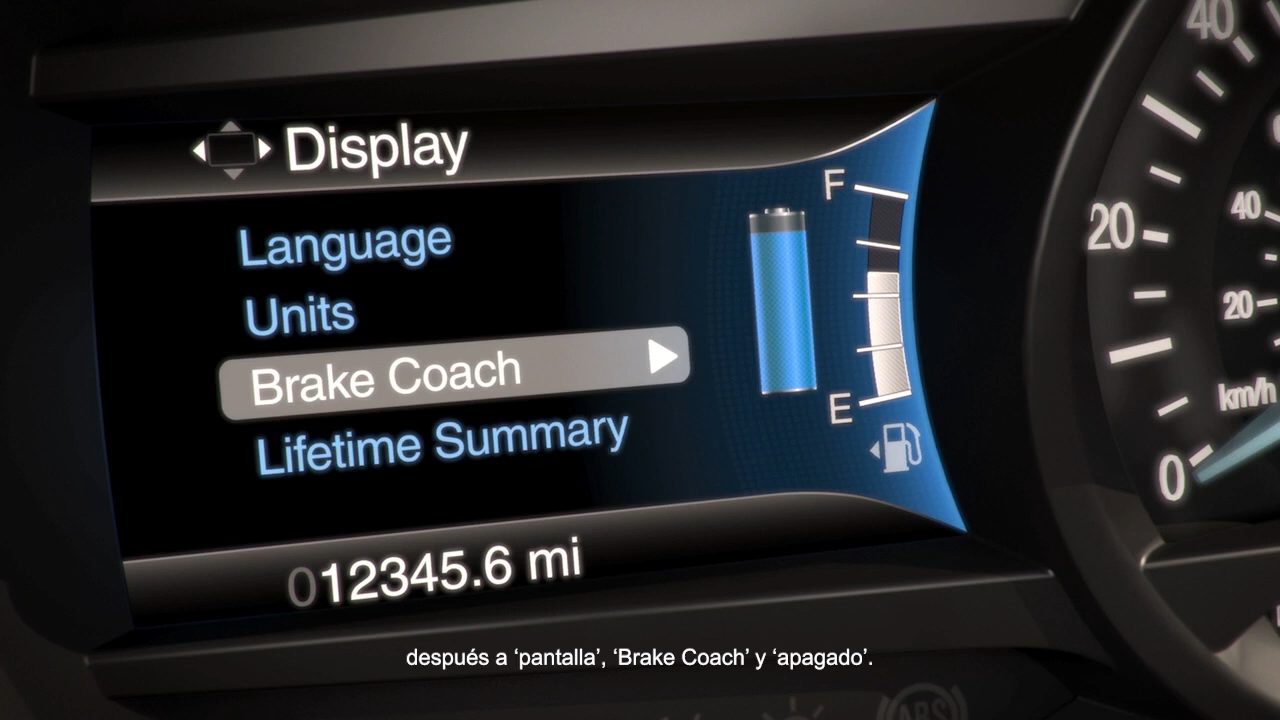 Display
Language
Units
Brake Coach
Lifetime Summary
012345.6 mi
F
E
40
20
0
40
20
km/h
ABS
después a ‘pantalla’, ‘Brake Coach’ y ‘apagado’.